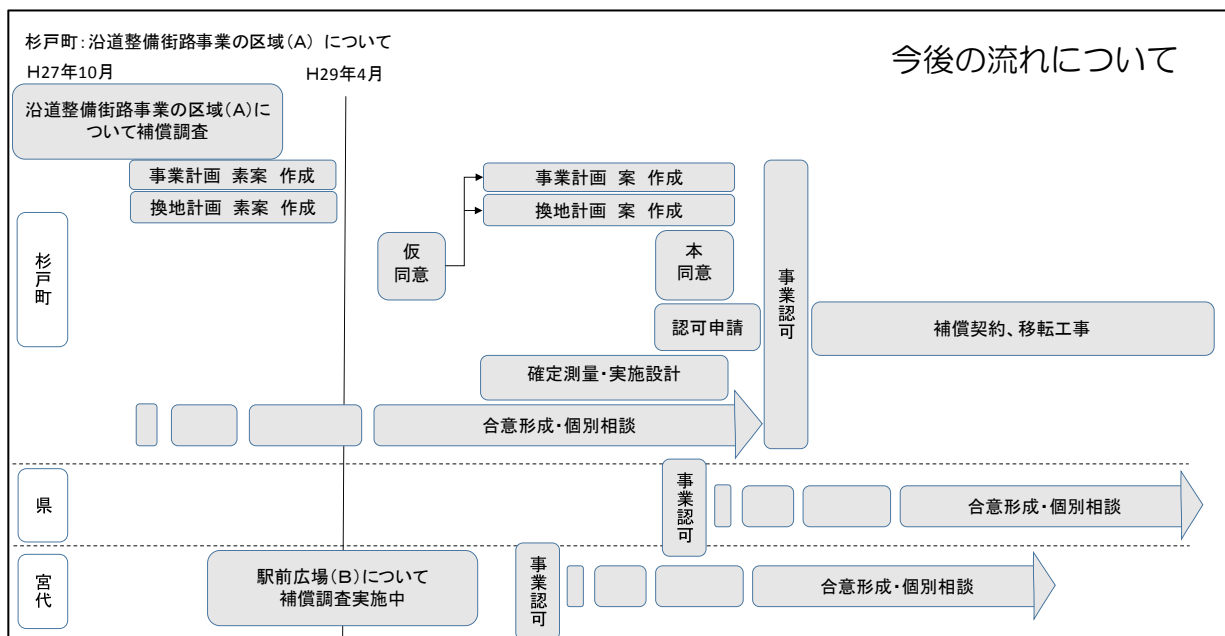 杉戸町：沿道整備街路事業の区域（A） について
今後の流れについて
H27年10月
H29年4月
沿道整備街路事業の区域（A）に
ついて補償調査
事業計画 素案 作成
換地計画 素案 作成
事業計画 案 作成
換地計画 案 作成
仮
同意
本
同意
杉戸町
事業認可
認可申請
補償契約、移転工事
確定測量・実施設計
合意形成・個別相談
県
事業認可
合意形成・個別相談
宮代
駅前広場（B）について
補償調査実施中
事業認可
合意形成・個別相談